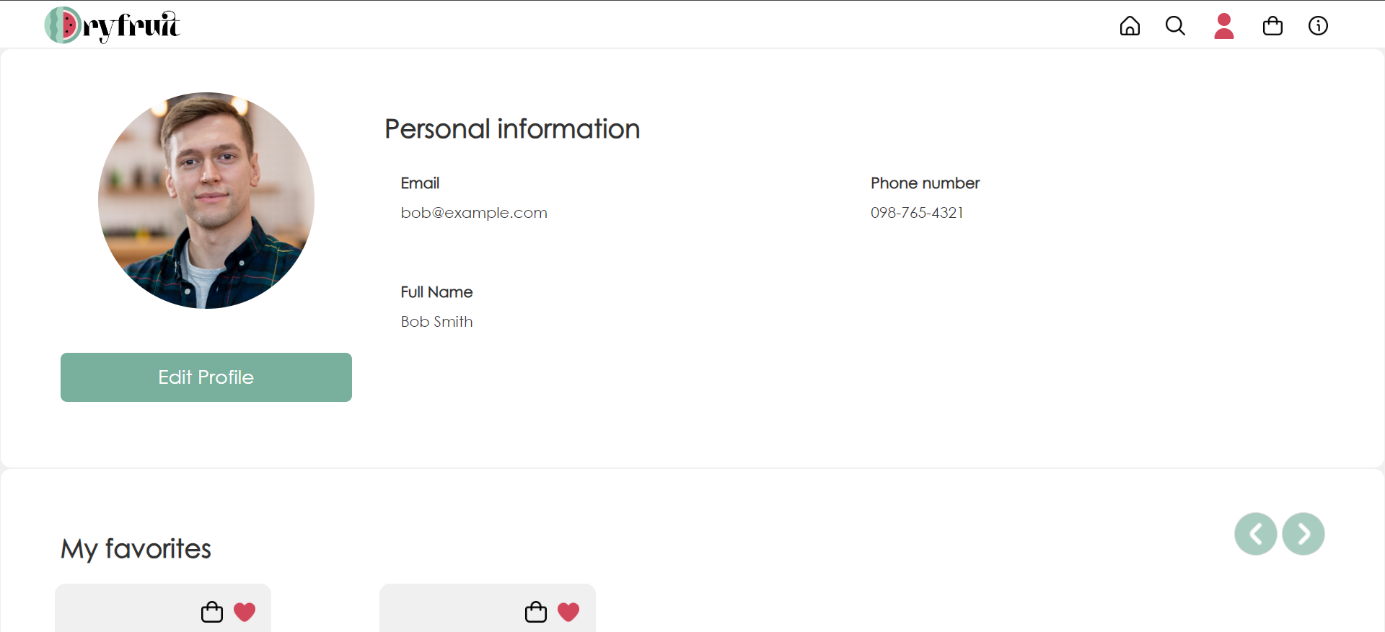 Dryfruit
Personal information
Email
Phone number
bob@example.com
098-765-4321
Full Name
Bob Smith
Edit Profile
My favorites